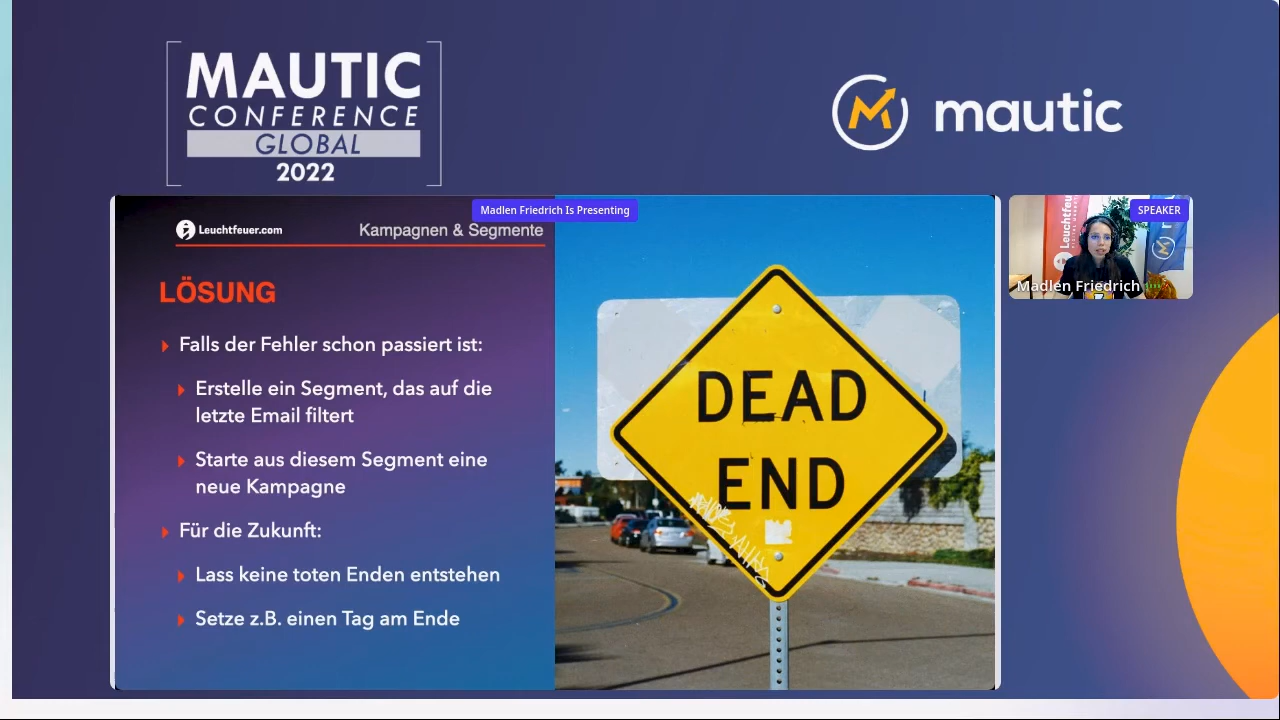 MAUTIC
CONFERENCE
GLOBAL
2022
mautic
Madlen Friedrich Is Presenting
Leuchtfeuer.com
Kampagnen & Segmente
LÖSUNG
Falls der Fehler schon passiert ist:
Erstelle ein Segment, das auf die
letzte Email filtert
Starte aus diesem Segment eine
neue Kampagne
Für die Zukunft:
Lass keine toten Enden entstehen
Setze z.B. einen Tag am Ende
DEAD
END
SPEAKER
Madlen Friedrich